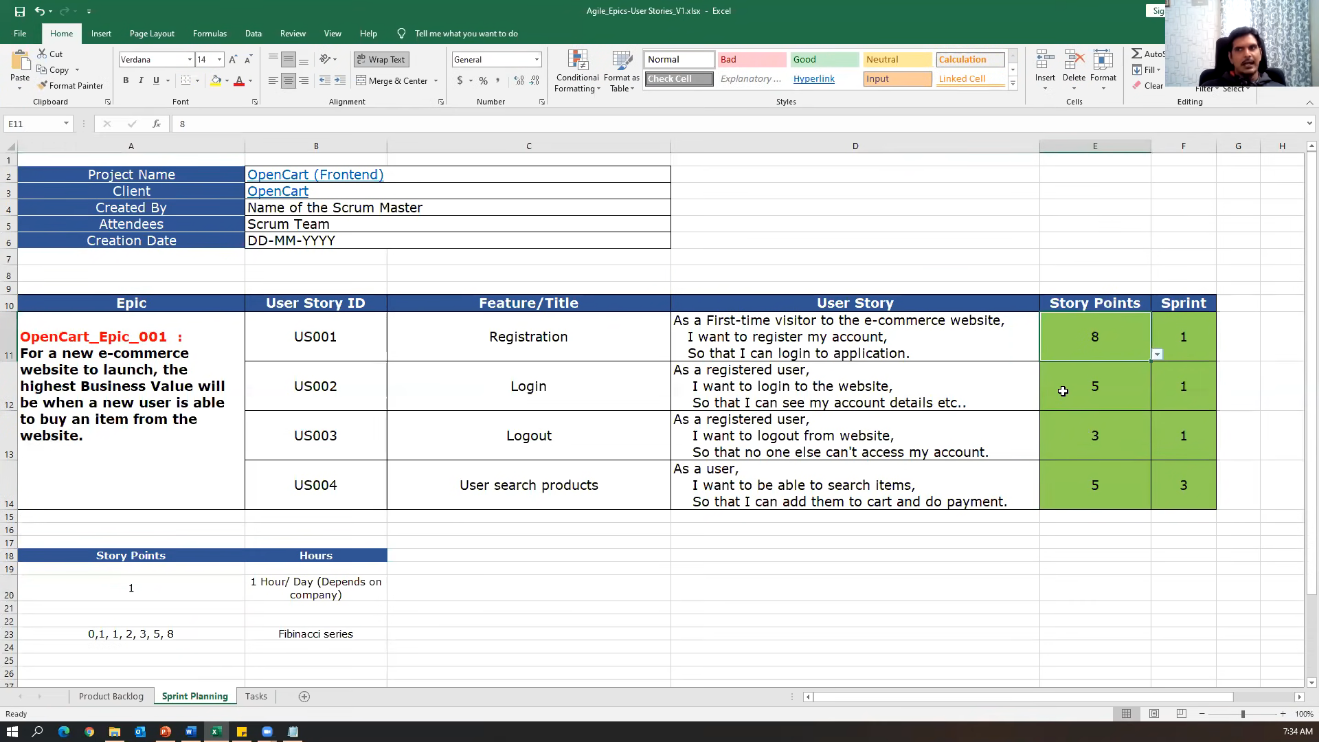 Agile_Epics-User Stories_V1.xlsx - Excel
File Home Insert Page Layout Formulas Data Review View Tell me what you want to do
Cut
Copy
Format Painter
Paste
Clipboard
Verdana 14
B I U
Font
Wrap Text
Merge & Center
Alignment
General
$ % ,
Number
Conditional Formatting
Format as Table
Normal Bad Good Neutral Calculation
Check Cell Explanatory ... Hyperlink Input Linked Cell
Styles
Insert Delete Format
Cells
Fill
Editing
E11 fx 8
A B C D E F G H
1
2 Project Name OpenCart (Frontend)
3 Client OpenCart
4 Created By Name of the Scrum Master
5 Attendees Scrum Team
6 Creation Date DD-MM-YYYY
7
8
9
10 Epic User Story ID Feature/Title User Story Story Points Sprint
OpenCart_Epic_001 :
For a new e-commerce
website to launch, the
highest Business Value will
be when a new user is able
to buy an item from the
website.
11 US001 Registration
As a First-time visitor to the e-commerce website,
I want to register my account,
So that I can login to application.
8 1
12 US002 Login
As a registered user,
I want to login to the website,
So that I can see my account details etc..
5 1
13 US003 Logout
As a registered user,
I want to logout from website,
So that no one else can't access my account.
3 1
14 US004 User search products
As a user,
I want to be able to search items,
So that I can add them to cart and do payment.
5 3
15
16
17
18 Story Points Hours
19
20 1 1 Hour/ Day (Depends on
company)
21
22
23 0,1, 1, 2, 3, 5, 8 Fibinacci series
24
25
26
Product Backlog Sprint Planning Tasks
Ready 100%
7:34 AM